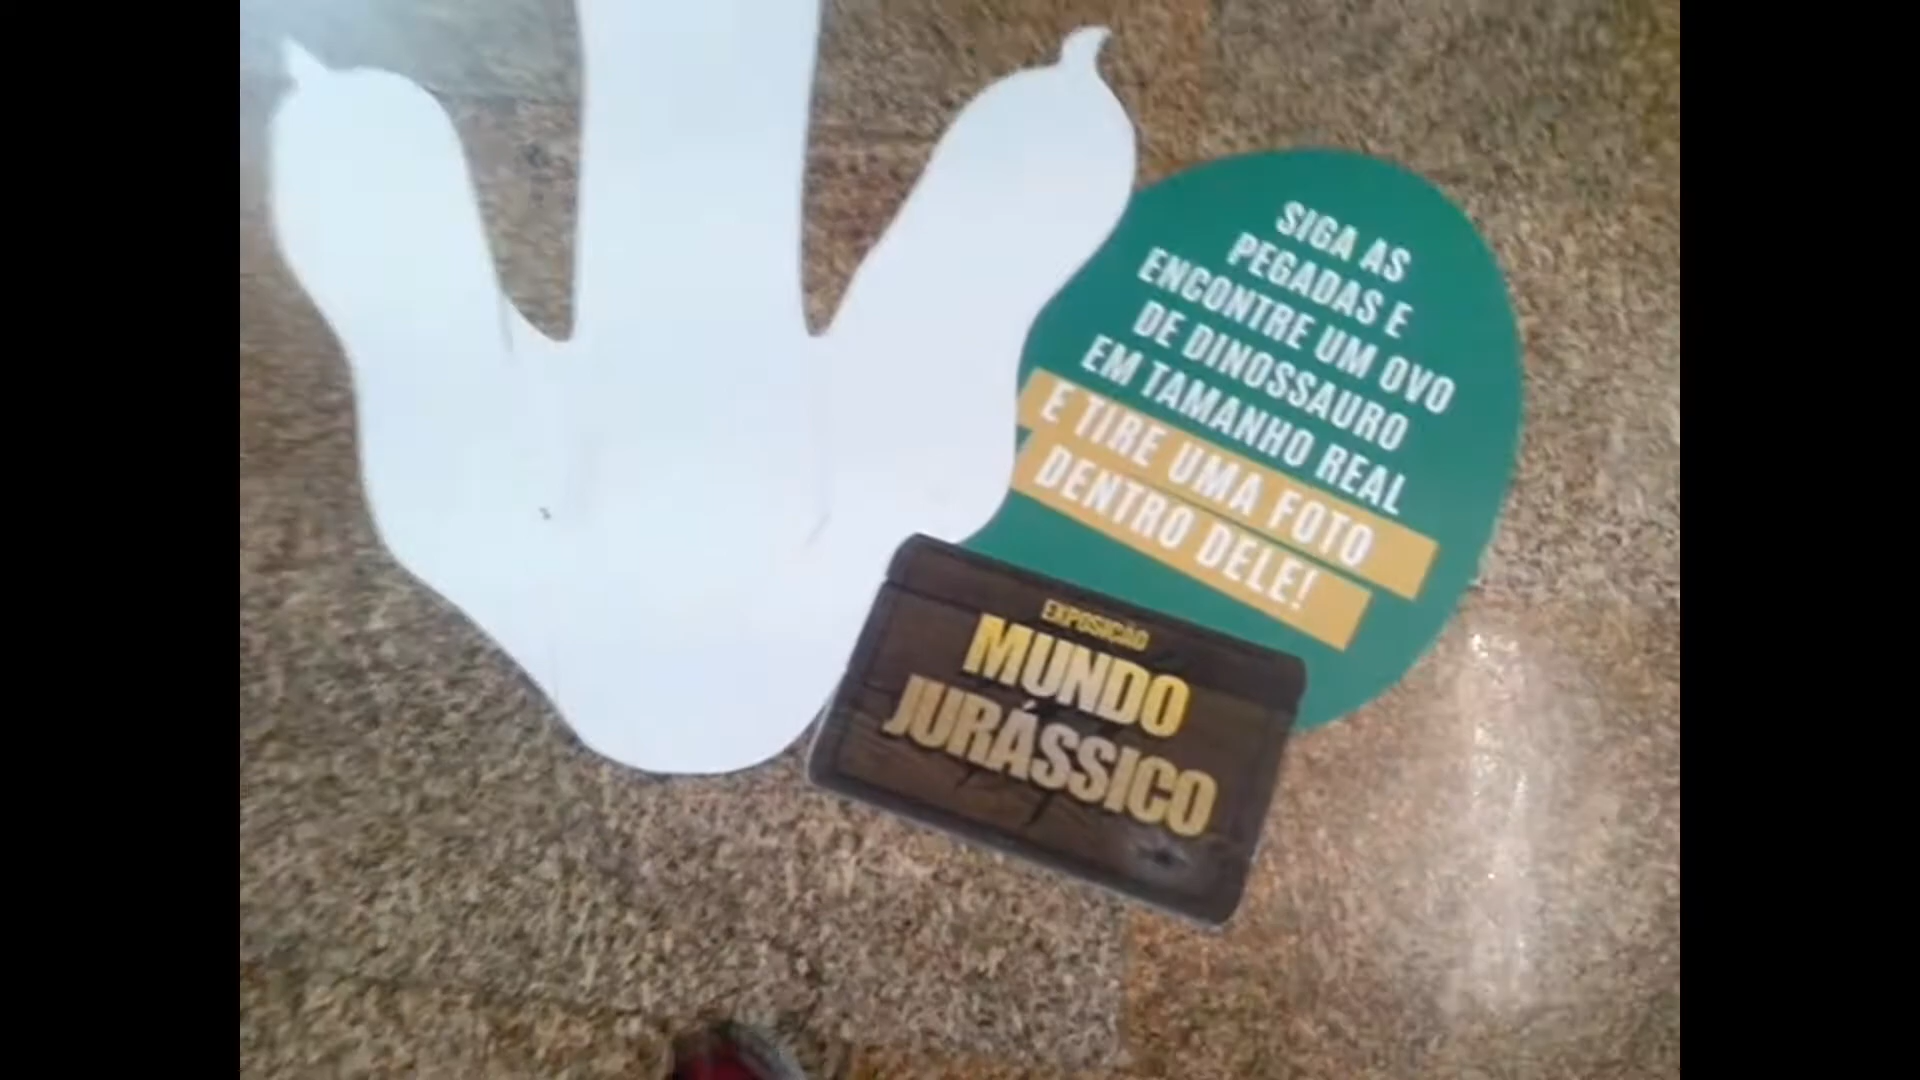 SIGA AS
PEGADAS E
ENCONTRE UM OVO
DE DINOSSAURO
EM TAMANHO REAL
E TIRE UMA FOTO
DENTRO DELE!
EXPOSIÇÃO
MUNDO
JURÁSSICO